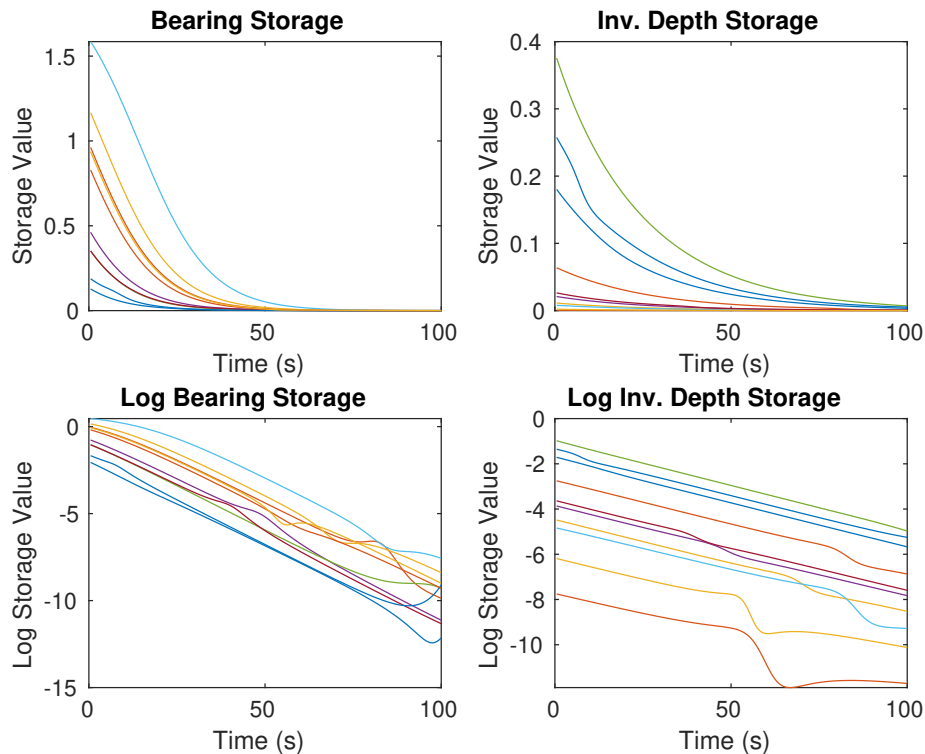 Bearing Storage
Storage Value
1.5
1
0.5
0
0
50
100
Time (s)
Inv. Depth Storage
Storage Value
0.4
0.3
0.2
0.1
0
0
50
100
Time (s)
Log Bearing Storage
Log Storage Value
0
-5
-10
-15
0
50
100
Time (s)
Log Inv. Depth Storage
Log Storage Value
0
-2
-4
-6
-8
-10
0
50
100
Time (s)